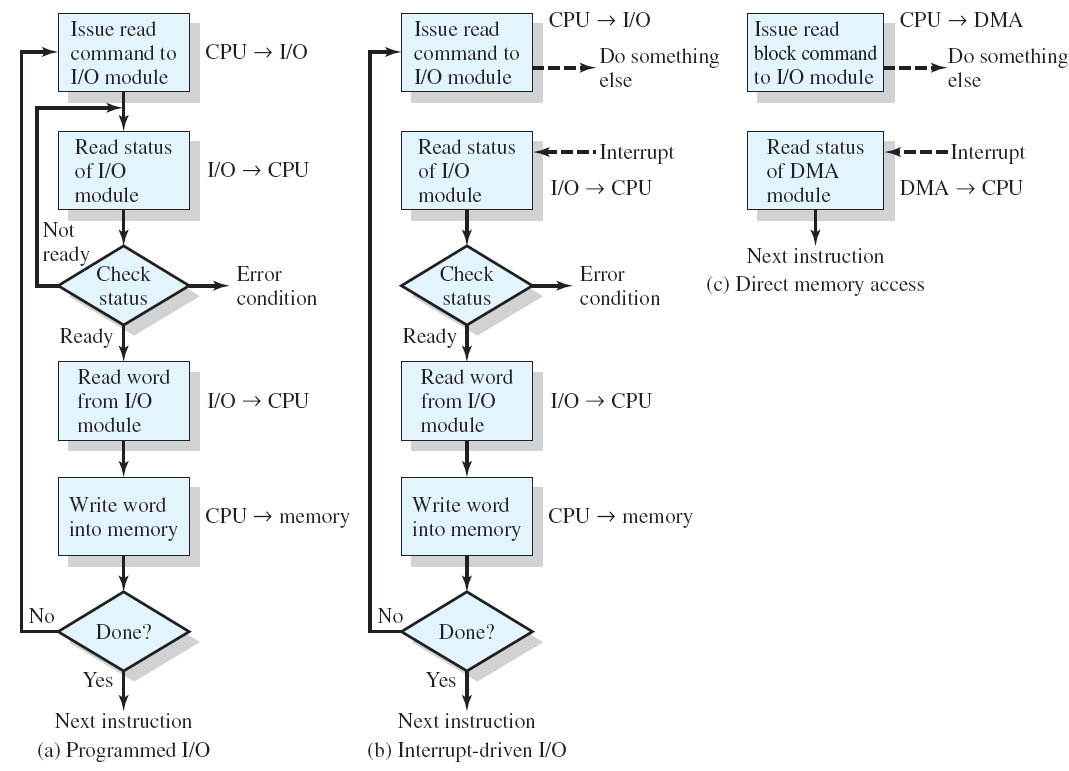 Issue read
command to
I/O module
CPU → I/O
Read status
of I/O
module
I/O → CPU
Not
ready
Check
status
Error
condition
Ready
Read word
from I/O
module
I/O → CPU
Write word
into memory
CPU → memory
No
Done?
Yes
Next instruction
(a) Programmed I/O
Issue read
command to
I/O module
CPU → I/O
Do something
else
Read status
of I/O
module
Interrupt
I/O → CPU
Check
status
Error
condition
Ready
Read word
from I/O
module
I/O → CPU
Write word
into memory
CPU → memory
No
Done?
Yes
Next instruction
(b) Interrupt-driven I/O
Issue read
block command
to I/O module
CPU → DMA
Do something
else
Read status
of DMA
module
Interrupt
DMA → CPU
Next instruction
(c) Direct memory access